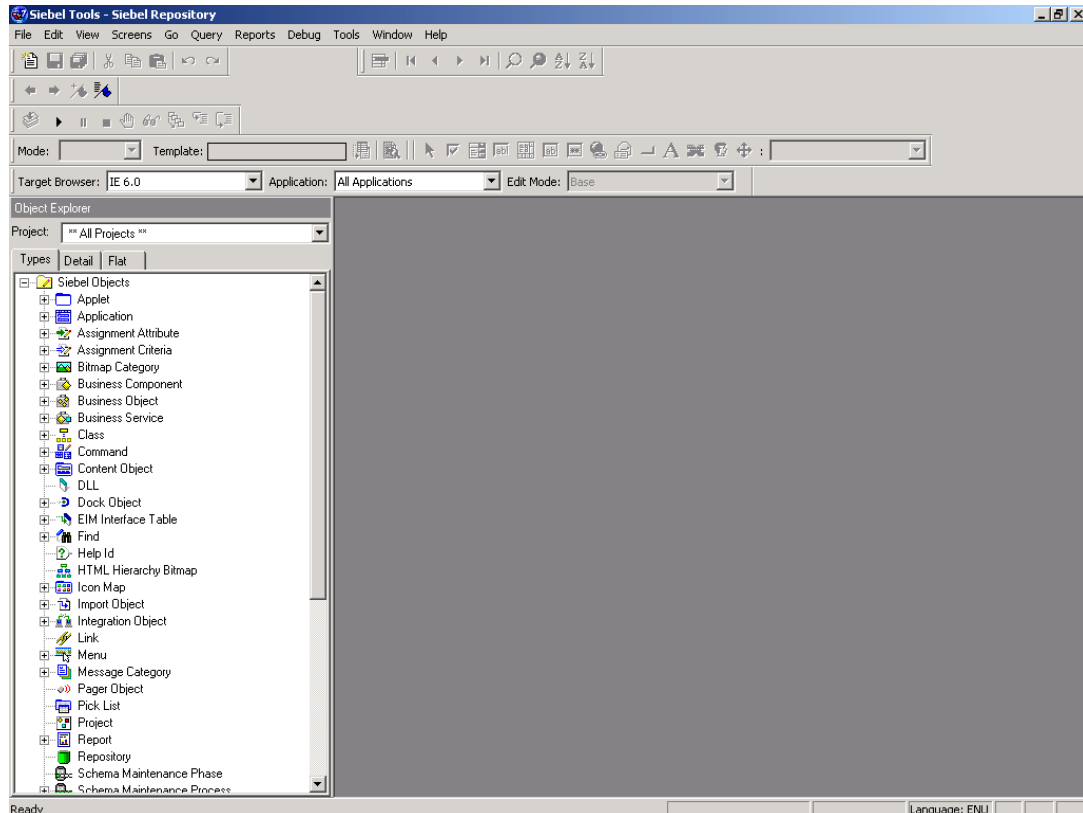 Siebel Tools - Siebel Repository
File Edit View Screens Go Query Reports Debug Tools Window Help
Mode: Template:
Target Browser: IE 6.0 Application: All Applications Edit Mode: Base
Object Explorer
Project: ** All Projects **
Types Detail Flat
Siebel Objects
Applet
Application
Assignment Attribute
Assignment Criteria
Bitmap Category
Business Component
Business Object
Business Service
Class
Command
Content Object
DLL
Dock Object
EIM Interface Table
Find
Help Id
HTML Hierarchy Bitmap
Icon Map
Import Object
Integration Object
Link
Menu
Message Category
Pager Object
Pick List
Project
Report
Repository
Schema Maintenance Phase
Schema Maintenance Process
Ready Language: ENU